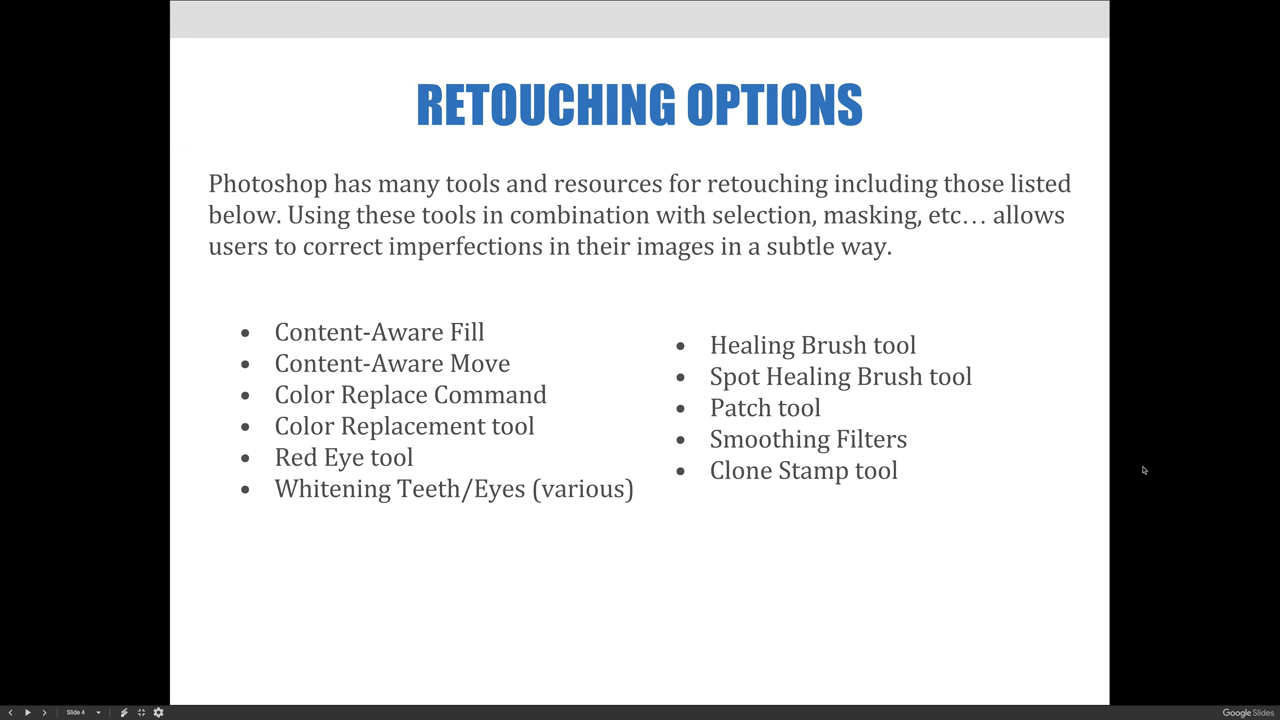 RETOUCHING OPTIONS
Photoshop has many tools and resources for retouching including those listed
below. Using these tools in combination with selection, masking, etc… allows
users to correct imperfections in their images in a subtle way.
• Content-Aware Fill
• Content-Aware Move
• Color Replace Command
• Color Replacement tool
• Red Eye tool
• Whitening Teeth/Eyes (various)
• Healing Brush tool
• Spot Healing Brush tool
• Patch tool
• Smoothing Filters
• Clone Stamp tool
Slide 4
Google Slides